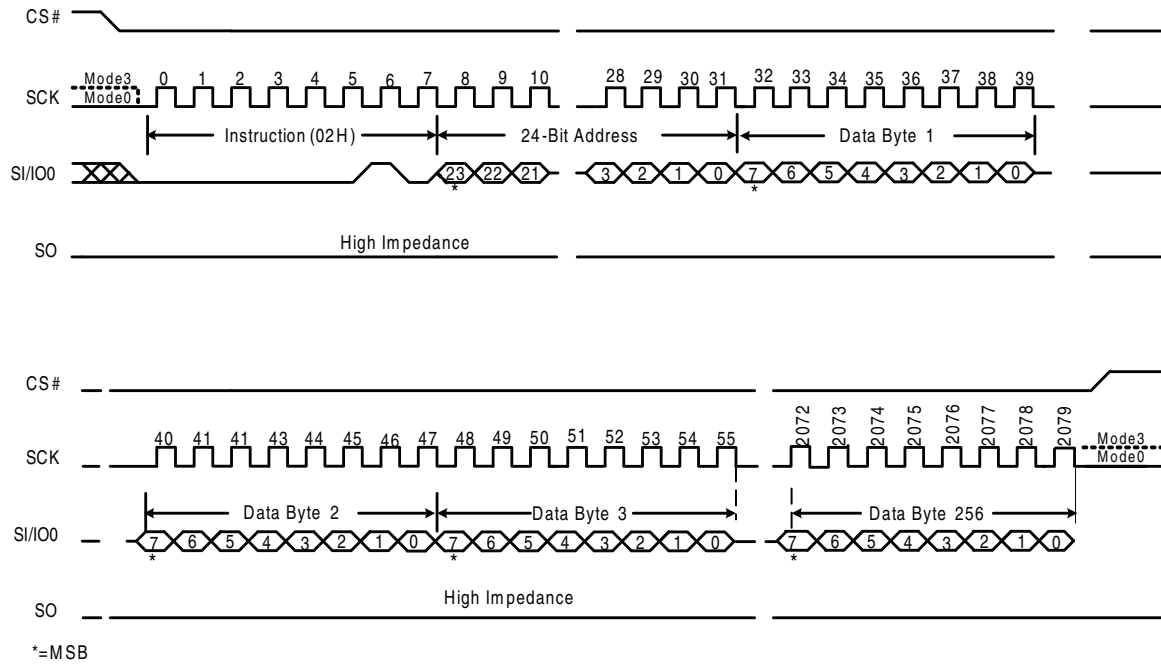 CS#
Mode3
SCK
Mode0
0 1 2 3 4 5 6 7 8 9 10 28 29 30 31 32 33 34 35 36 37 38 39
Instruction (02H) 24-Bit Address Data Byte 1
SI/IO0
23 22 21 3 2 1 0 7 6 5 4 3 2 1 0
* *
High Impedance
SO
CS#
40 41 41 43 44 45 46 47 48 49 50 51 52 53 54 55 2072 2073 2074 2075 2076 2077 2078 2079
Mode3
SCK
Mode0
Data Byte 2 Data Byte 3 Data Byte 256
SI/IO0
7 6 5 4 3 2 1 0 7 6 5 4 3 2 1 0 7 6 5 4 3 2 1 0
* * *
High Impedance
SO
*=MSB